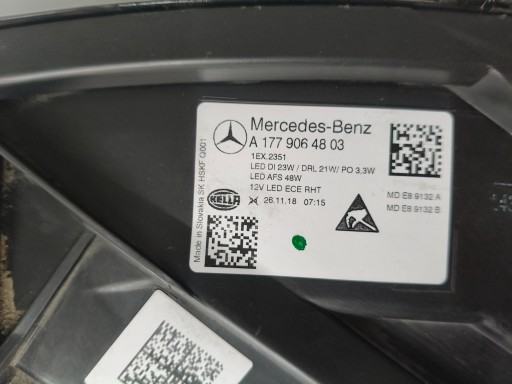 Mercedes-Benz
A 177 906 48 03
1EX.2351
LED DI 23W / DRL 21W/ PO 3,3W
LED AFS 48W
12V LED ECE RHT
HELLA 26.11.18 07:15
MD E8 9132 A
MD E8 9132 B
Made in Slovakia SK HSKF Q001